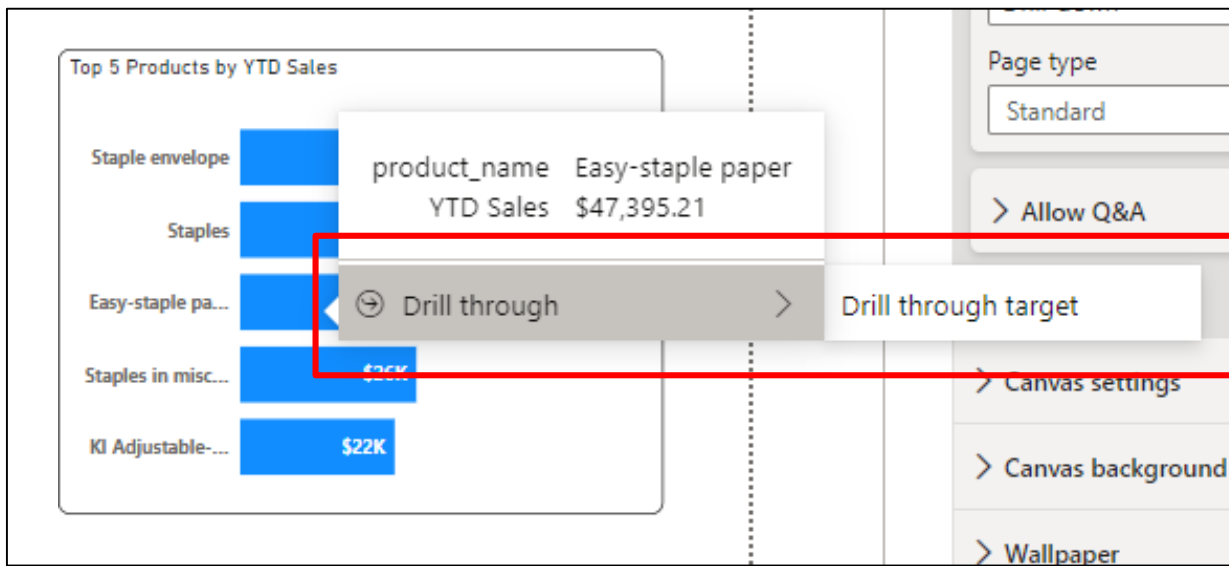 Top 5 Products by YTD Sales
Staple envelope
Staples
Easy-staple pa...
Staples in misc...
$26K
KI Adjustable-...
$22K
product_name Easy-staple paper
YTD Sales $47,395.21
Drill through
Drill through target
Page type
Standard
Allow Q&A
Canvas settings
Canvas background
Wallpaper